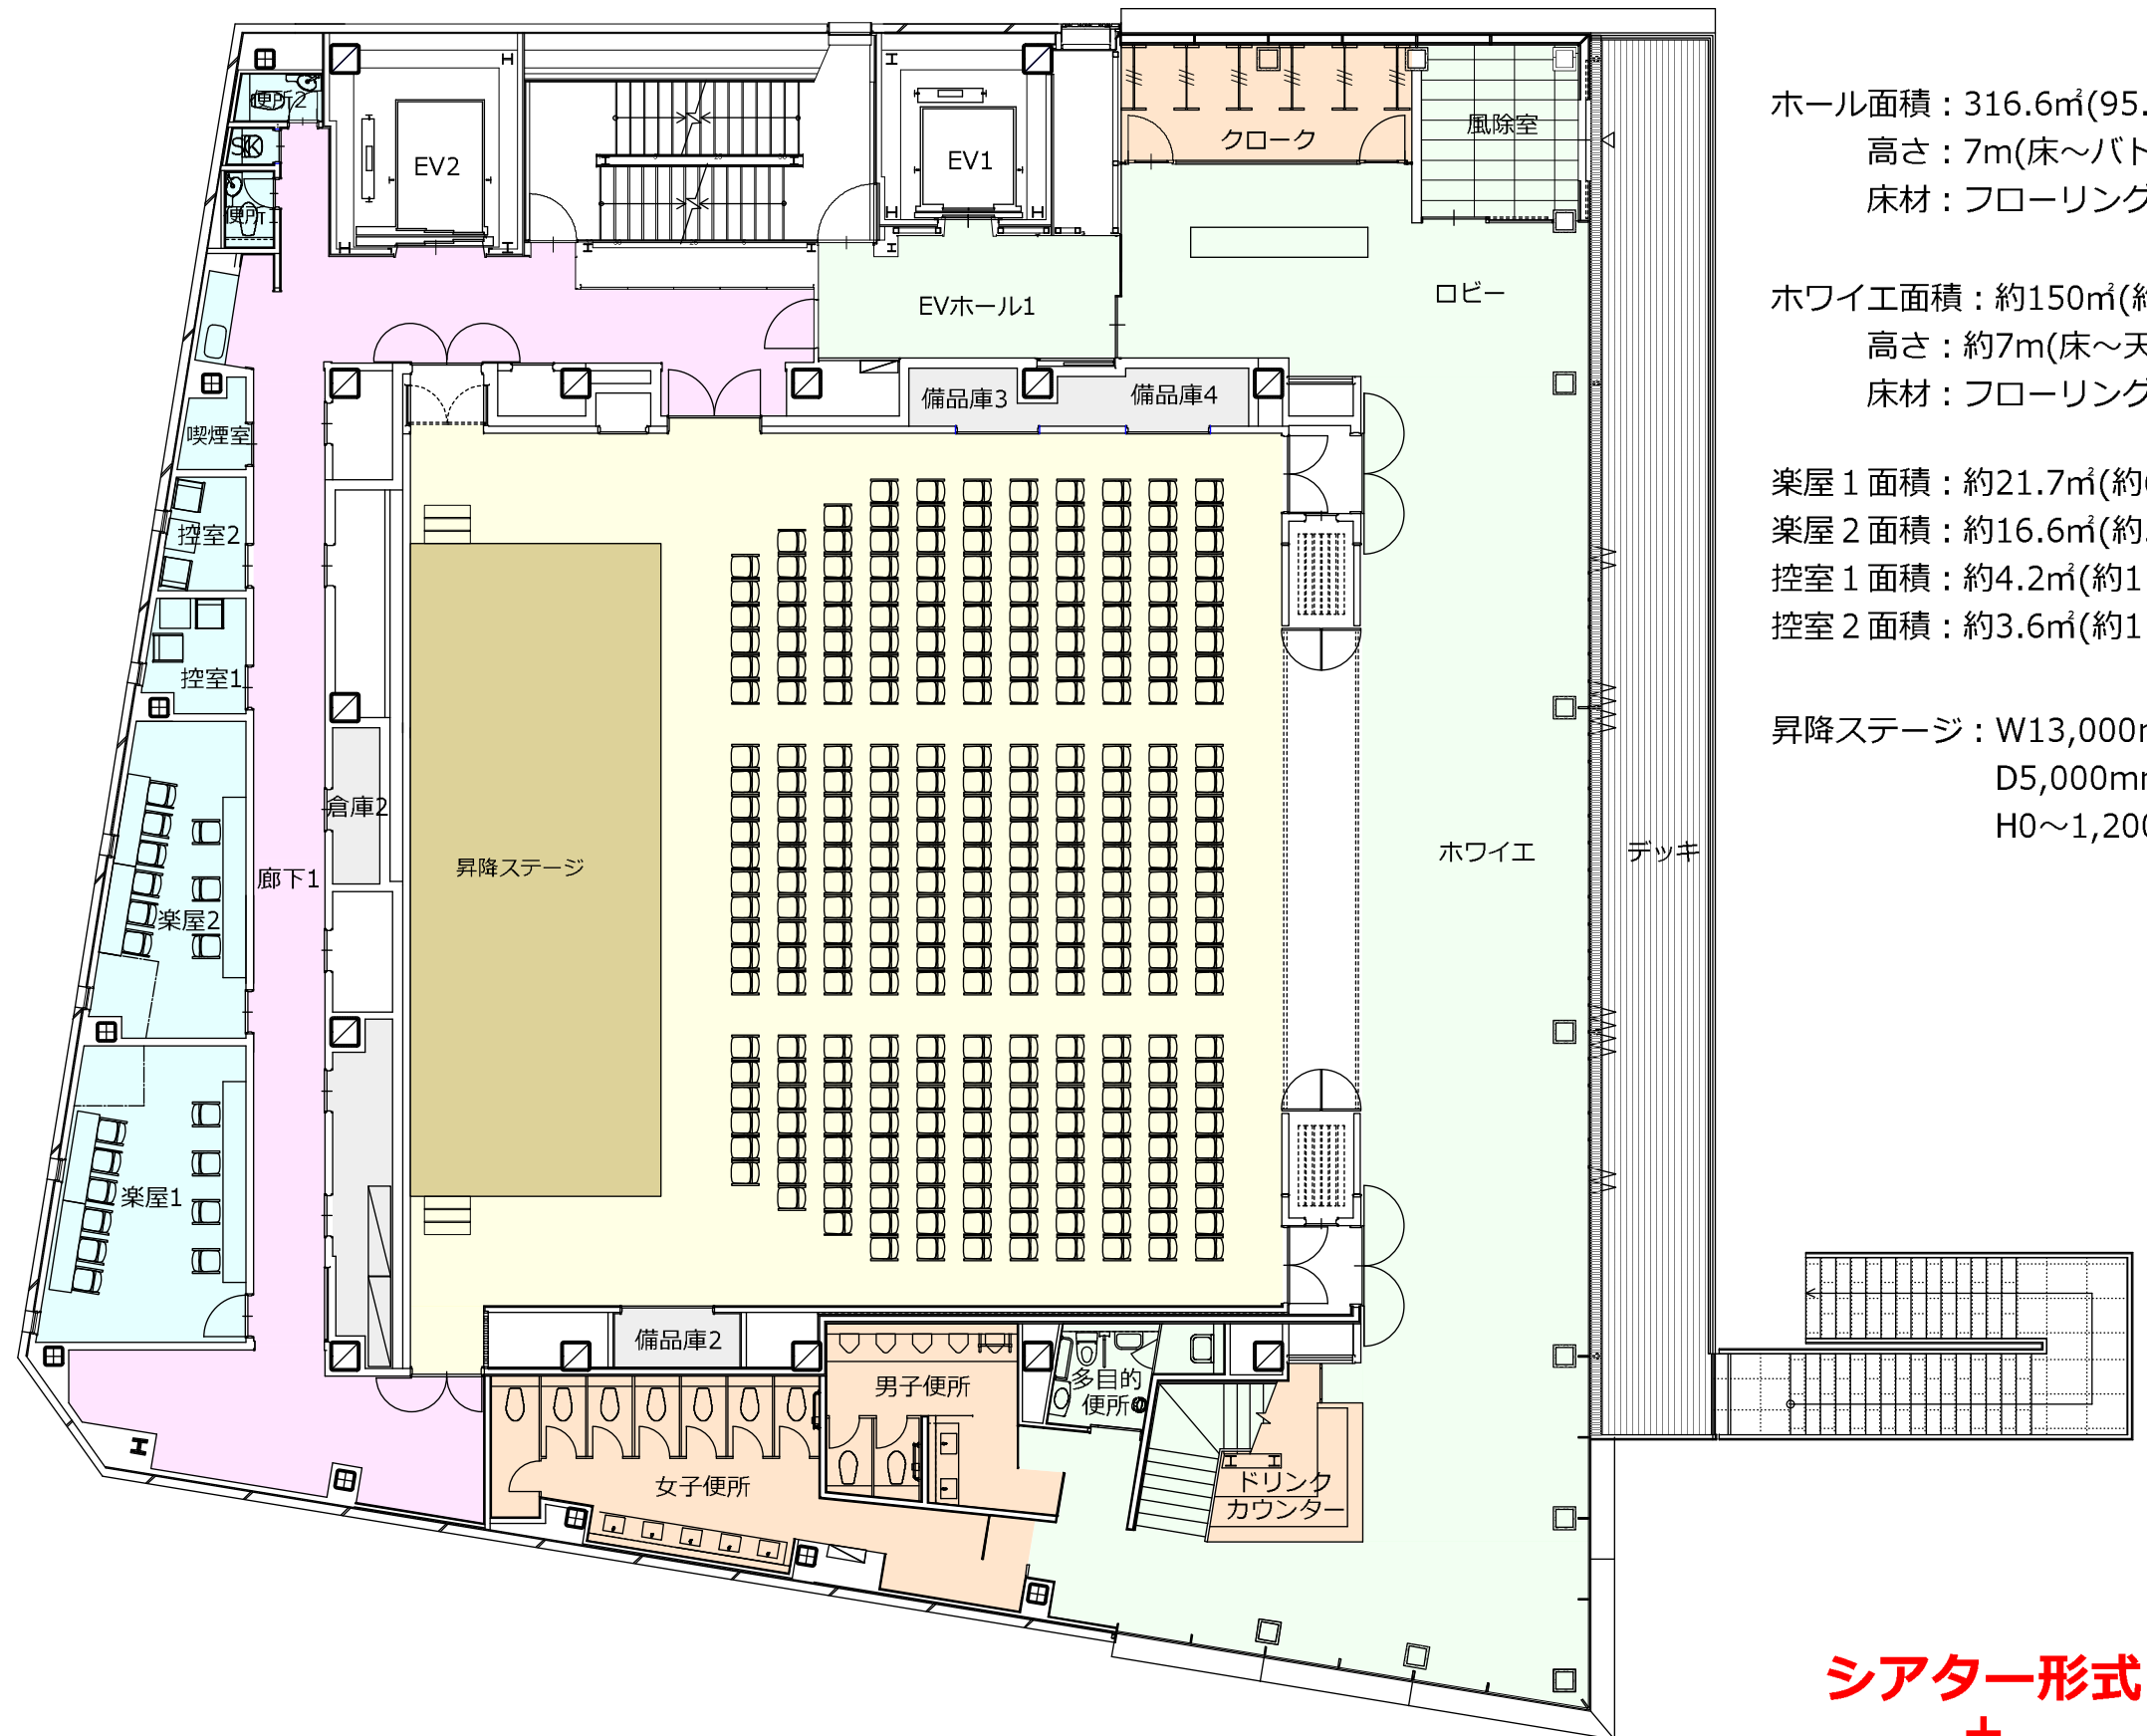 便所2
SK
便所1
EV2
EV1
クローク
風除室
EVホール1
ロビー
備品庫3
備品庫4
喫煙室
控室2
控室1
倉庫2
廊下1
楽屋2
楽屋1
昇降ステージ
ホワイエ
デッキ
備品庫2
男子便所
多目的
便所
女子便所
ドリンク
カウンター
ホール面積：316.6㎡(95.
高さ：7m(床～バト
床材：フローリング
ホワイエ面積：約150㎡(約
高さ：約7m(床～天
床材：フローリング
楽屋１面積：約21.7㎡(約
楽屋２面積：約16.6㎡(約
控室１面積：約4.2㎡(約1
控室２面積：約3.6㎡(約1
昇降ステージ：W13,000m
D5,000mm
H0～1,200
シアター形式
+